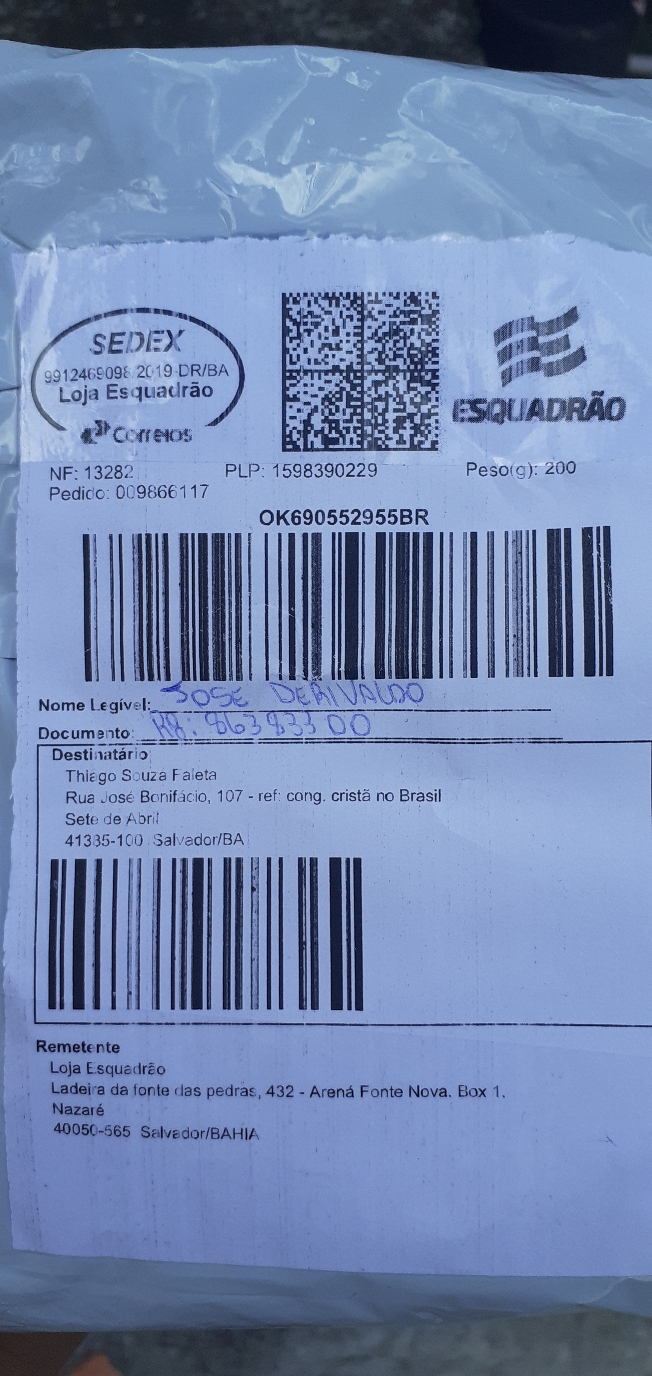 SEDEX
9912469098/2019-DR/BA
Loja Esquadrão
Correios
ESQUADRÃO
NF: 13282 PLP: 1598390229 Peso(g): 200
Pedido: 009866117
OK690552955BR
Nome Legível: JOSE DERIVALDO
Documento: RG: 86383300
Destinatário
Thiago Souza Faleta
Rua José Bonifácio, 107 - ref: cong. cristã no Brasil
Sete de Abril
41385-100 Salvador/BA
Remetente
Loja Esquadrão
Ladeira da fonte das pedras, 432 - Arená Fonte Nova. Box 1.
Nazaré
40050-565 Salvador/BAHIA